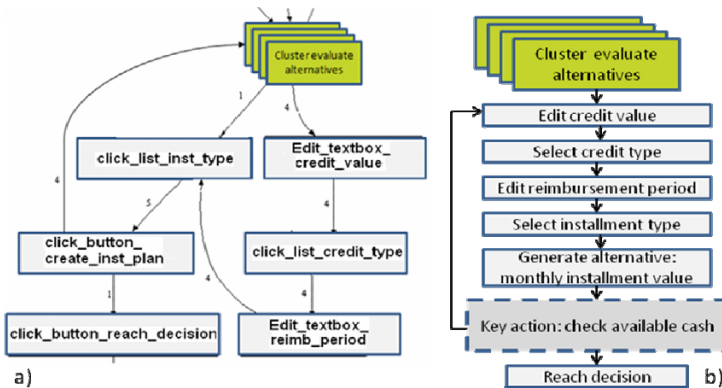 Cluster evaluate
alternatives
1
4
click_list_inst_type
Edit_textbox_
credit_value
4
5
4
4
click_button_
create_inst_plan
click_list_credit_type
1
4
click_button_reach_decision
Edit_textbox_
reimb_period
a)
Cluster evaluate
alternatives
Edit credit value
Select credit type
Edit reimbursement period
Select installment type
Generate alternative:
monthly installment value
Key action: check available cash
Reach decision
b)